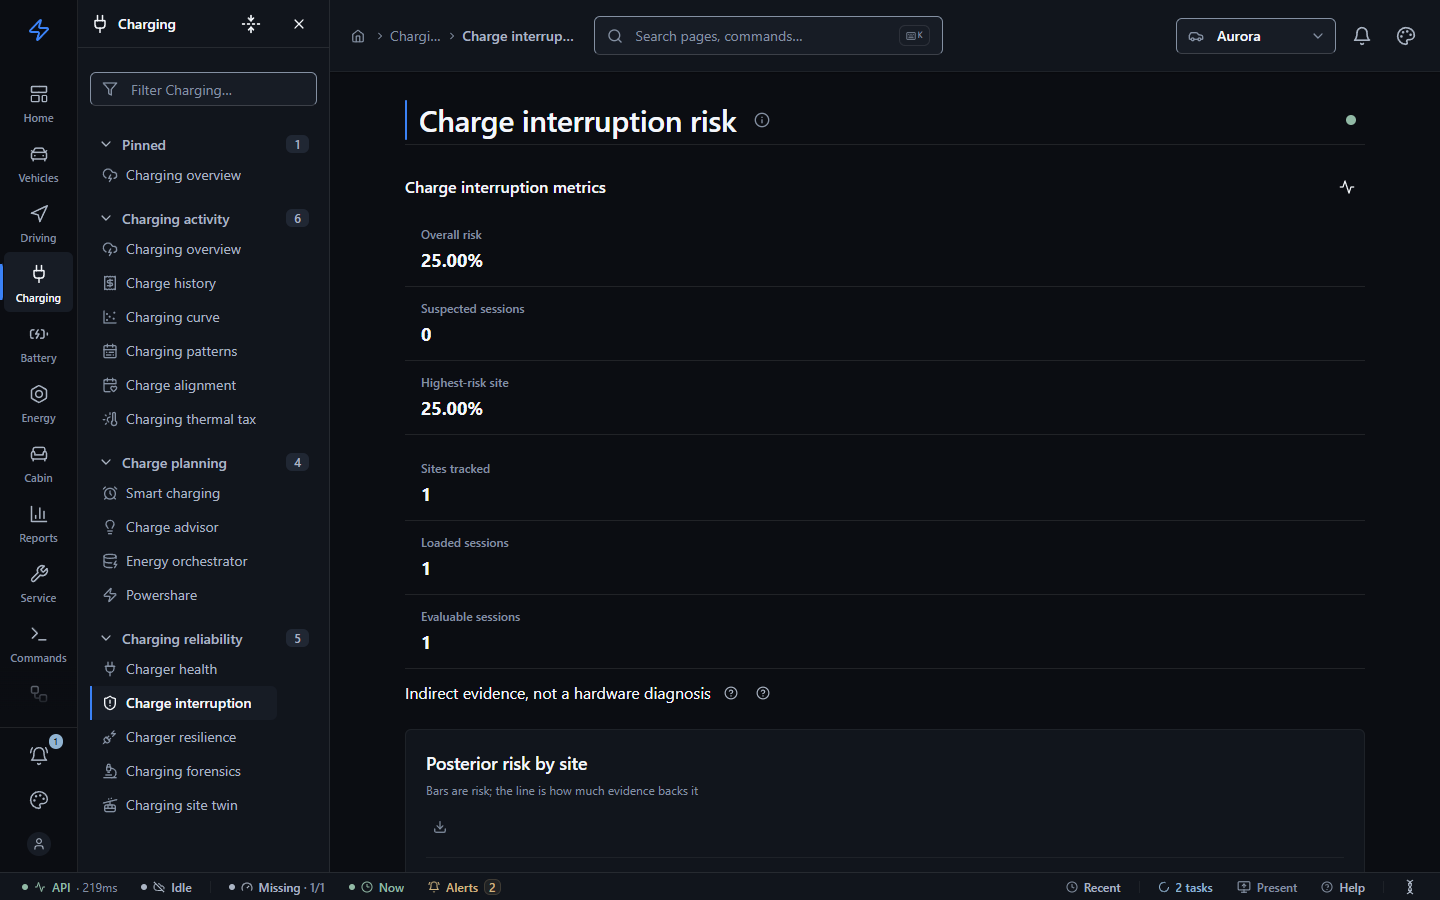 Charging
Chargi...
Charge interrup...
Search pages, commands...
K
Aurora
Home
Vehicles
Driving
Charging
Battery
Energy
Cabin
Reports
Service
Commands
1
Filter Charging...
Pinned 1
Charging overview
Charging activity 6
Charging overview
Charge history
Charging curve
Charging patterns
Charge alignment
Charging thermal tax
Charge planning 4
Smart charging
Charge advisor
Energy orchestrator
Powershare
Charging reliability 5
Charger health
Charge interruption
Charger resilience
Charging forensics
Charging site twin
Charge interruption risk
Charge interruption metrics
Overall risk
25.00%
Suspected sessions
0
Highest-risk site
25.00%
Sites tracked
1
Loaded sessions
1
Evaluable sessions
1
Indirect evidence, not a hardware diagnosis
Posterior risk by site
Bars are risk; the line is how much evidence backs it
API · 219ms
Idle
Missing · 1/1
Now
Alerts 2
Recent
2 tasks
Present
Help